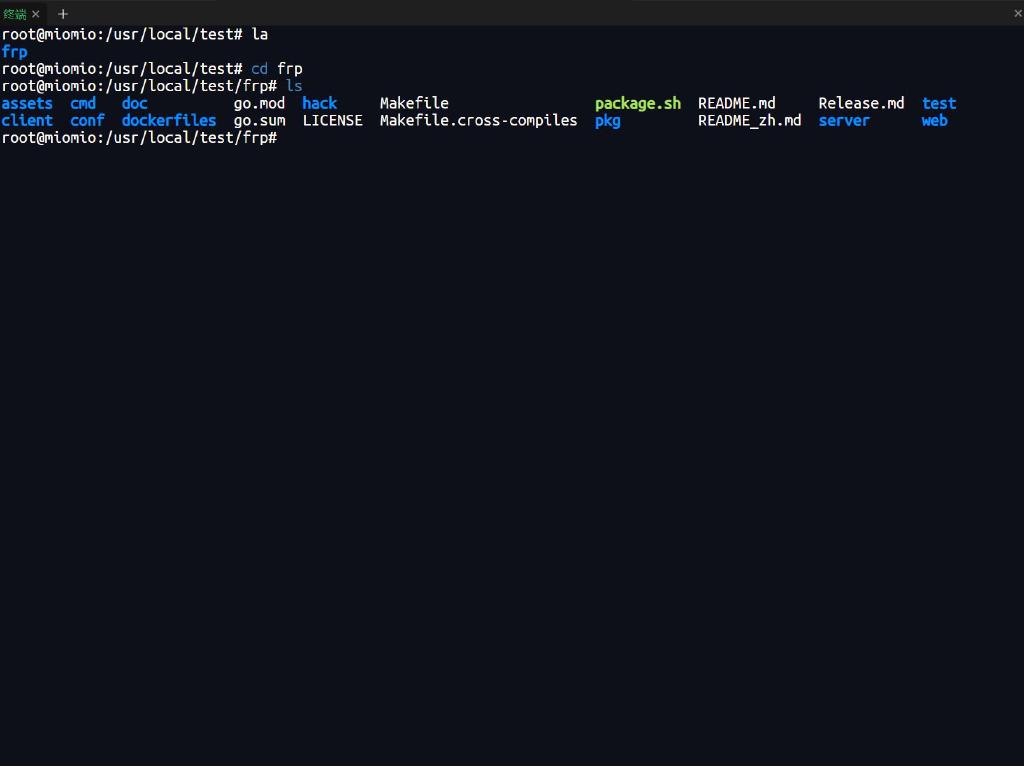 终端 × + ×
root@miomio:/usr/local/test# la
frp
root@miomio:/usr/local/test# cd frp
root@miomio:/usr/local/test/frp# ls
assets  cmd   doc          go.mod  hack     Makefile                 package.sh  README.md     Release.md  test
client  conf  dockerfiles  go.sum  LICENSE  Makefile.cross-compiles  pkg         README_zh.md  server      web
root@miomio:/usr/local/test/frp#